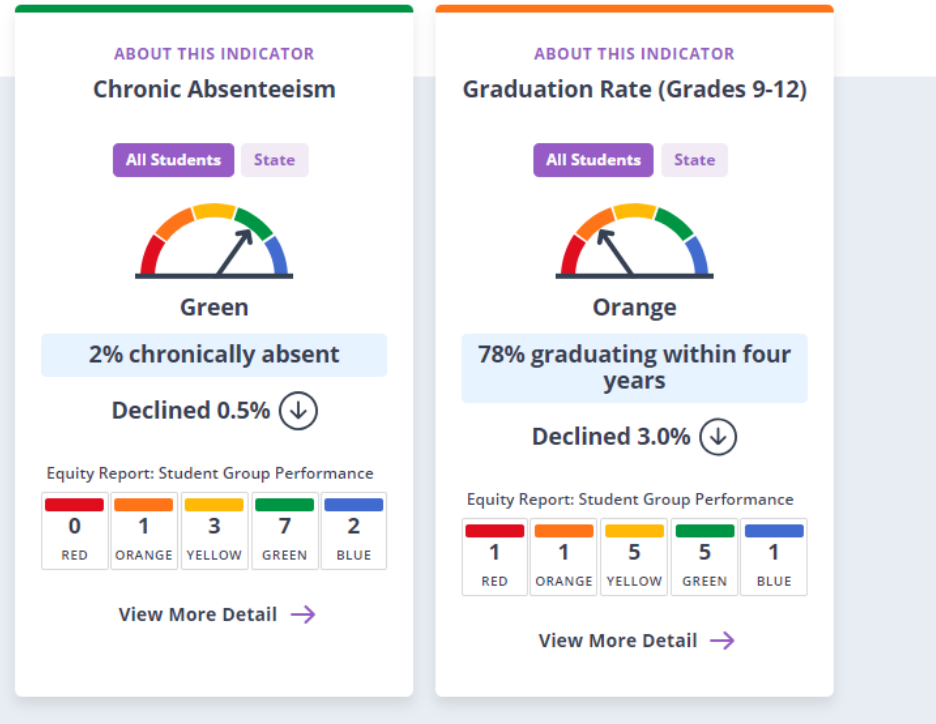 ABOUT THIS INDICATOR
Chronic Absenteeism
All Students State
Green
2% chronically absent
Declined 0.5%
Equity Report: Student Group Performance
0 1 3 7 2
RED ORANGE YELLOW GREEN BLUE
View More Detail
ABOUT THIS INDICATOR
Graduation Rate (Grades 9-12)
All Students State
Orange
78% graduating within four
years
Declined 3.0%
Equity Report: Student Group Performance
1 1 5 5 1
RED ORANGE YELLOW GREEN BLUE
View More Detail